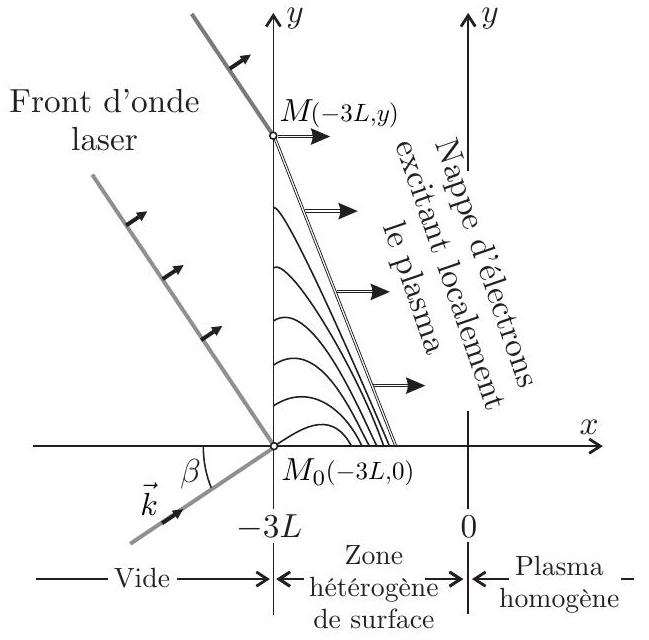 y
y
Front d'onde
laser
M(−3L,y)
Nappe d'électrons
excitant localement
le plasma
x
β
M₀(−3L,0)
k⃗
−3L
0
Vide
Zone
hétérogène
de surface
Plasma
homogène